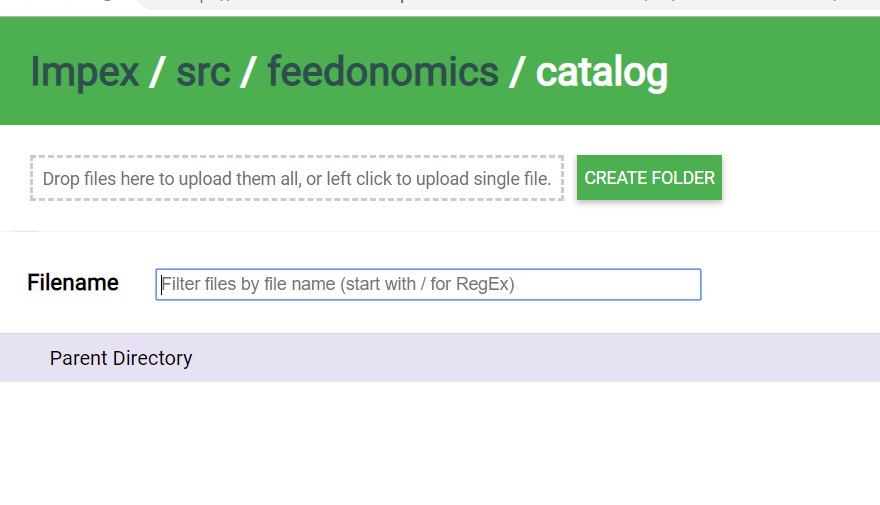 Impex / src / feedonomics / catalog
Drop files here to upload them all, or left click to upload single file. CREATE FOLDER
Filename Filter files by file name (start with / for RegEx)
Parent Directory